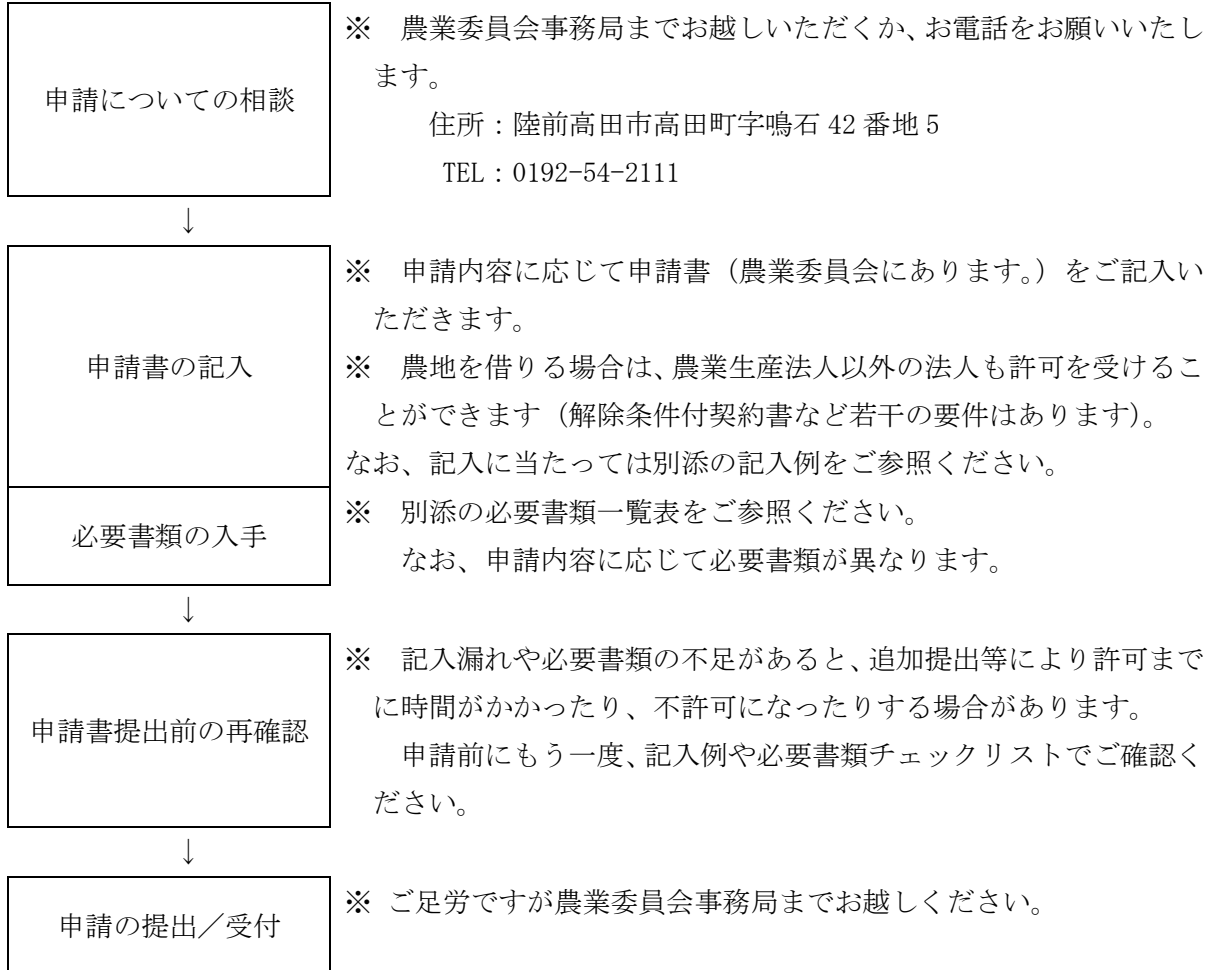 申請についての相談
※ 農業委員会事務局までお越しいただくか、お電話をお願いいたし
ます。
住所：陸前高田市高田町字鳴石 42 番地 5
TEL：0192-54-2111
↓
申請書の記入
※ 申請内容に応じて申請書（農業委員会にあります。）をご記入い
ただきます。
※ 農地を借りる場合は、農業生産法人以外の法人も許可を受けるこ
とができます（解除条件付契約書など若干の要件はあります）。
なお、記入に当たっては別添の記入例をご参照ください。
必要書類の入手
※ 別添の必要書類一覧表をご参照ください。
なお、申請内容に応じて必要書類が異なります。
↓
申請書提出前の再確認
※ 記入漏れや必要書類の不足があると、追加提出等により許可まで
に時間がかかったり、不許可になったりする場合があります。
申請前にもう一度、記入例や必要書類チェックリストでご確認く
ださい。
↓
申請の提出／受付
※ ご足労ですが農業委員会事務局までお越しください。